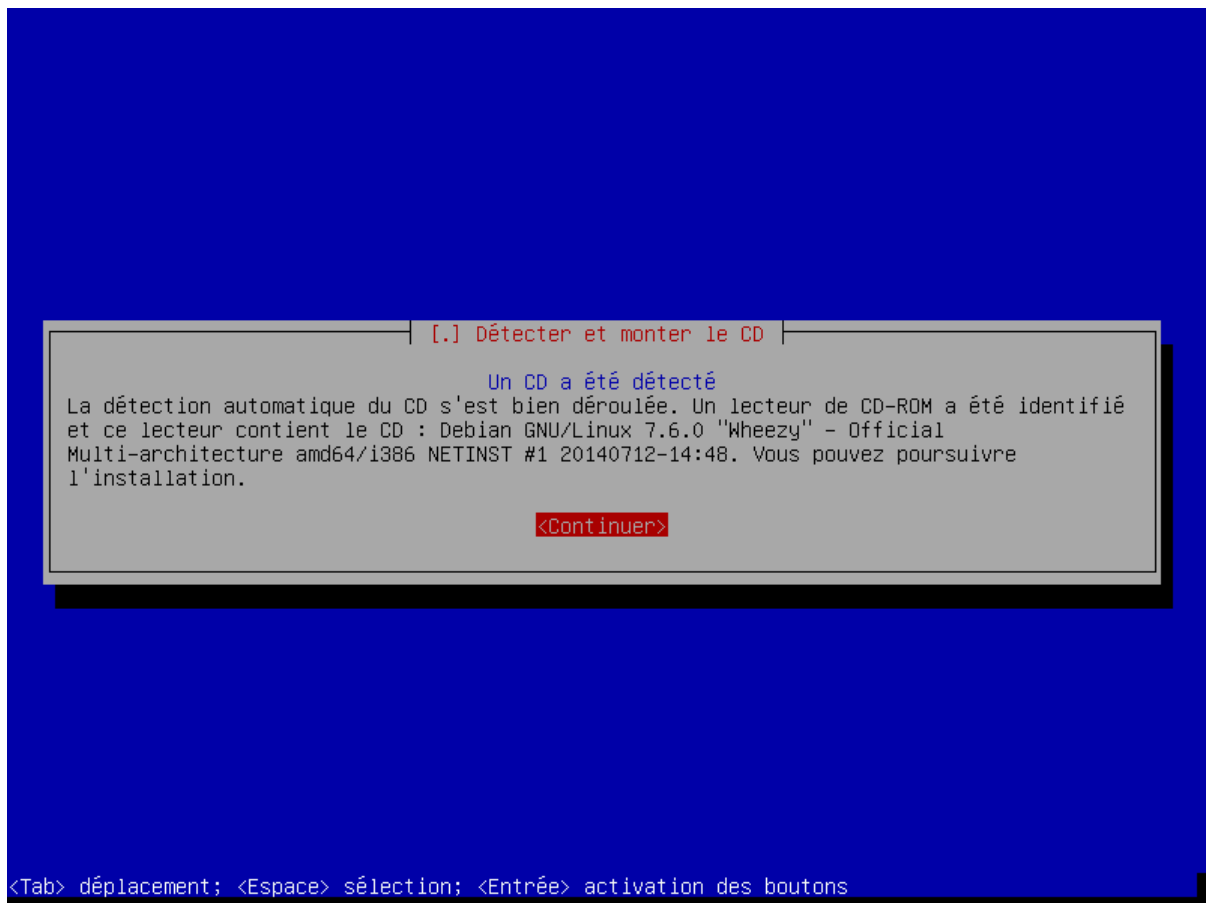 [.] Détecter et monter le CD
Un CD a été détecté
La détection automatique du CD s'est bien déroulée. Un lecteur de CD-ROM a été identifié
et ce lecteur contient le CD : Debian GNU/Linux 7.6.0 "Wheezy" - Official
Multi-architecture amd64/i386 NETINST #1 20140712-14:48. Vous pouvez poursuivre
l'installation.
<Continuer>
<Tab> déplacement; <Espace> sélection; <Entrée> activation des boutons